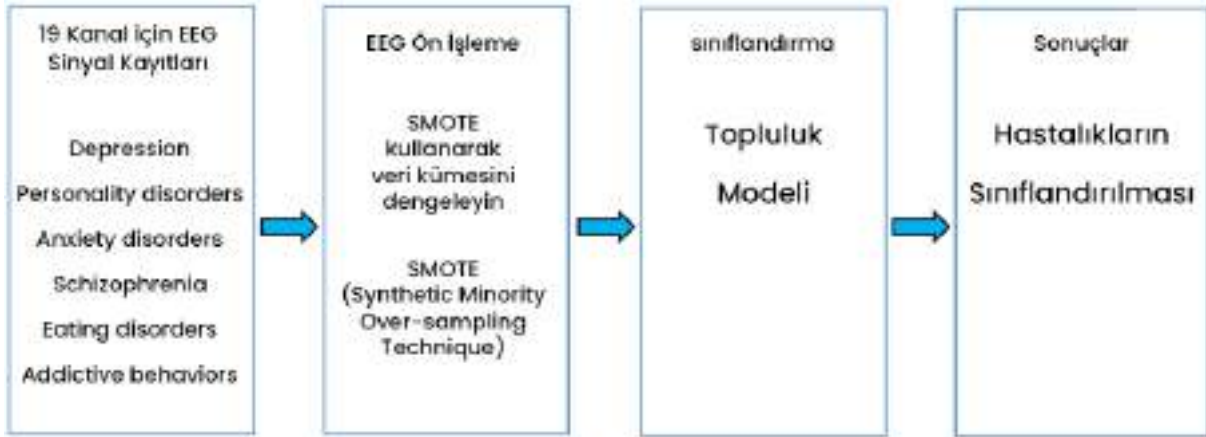 19 Kanal için EEG
Sinyal Kayıtları
Depression
Personality disorders
Anxiety disorders
Schizophrenia
Eating disorders
Addictive behaviors
EEG Ön İşleme
SMOTE
kullanarak
veri kümesini
dengeleyin
SMOTE
(Synthetic Minority
Over-sampling
Technique)
sınıflandırma
Topluluk
Modeli
Sonuçlar
Hastalıkların
Sınıflandırılması